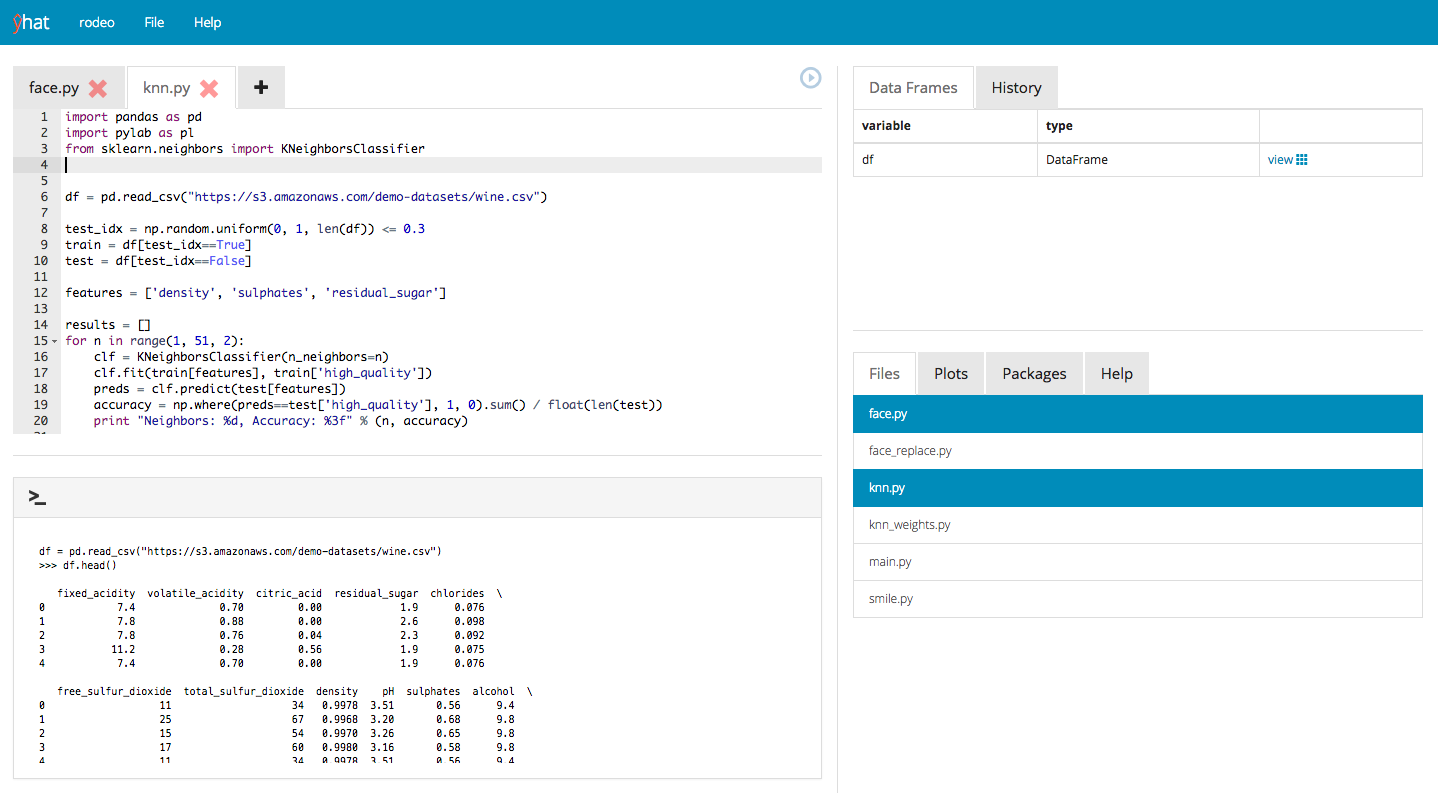 yhat rodeo File Help
face.py knn.py
1 import pandas as pd
2 import pylab as pl
3 from sklearn.neighbors import KNeighborsClassifier
4
5
6 df = pd.read_csv("https://s3.amazonaws.com/demo-datasets/wine.csv")
7
8 test_idx = np.random.uniform(0, 1, len(df)) <= 0.3
9 train = df[test_idx==True]
10 test = df[test_idx==False]
11
12 features = ['density', 'sulphates', 'residual_sugar']
13
14 results = []
15 for n in range(1, 51, 2):
16     clf = KNeighborsClassifier(n_neighbors=n)
17     clf.fit(train[features], train['high_quality'])
18     preds = clf.predict(test[features])
19     accuracy = np.where(preds==test['high_quality'], 1, 0).sum() / float(len(test))
20     print "Neighbors: %d, Accuracy: %3f" % (n, accuracy)
>_
df = pd.read_csv("https://s3.amazonaws.com/demo-datasets/wine.csv")
>>> df.head()
fixed_acidity volatile_acidity citric_acid residual_sugar chlorides \
0 7.4 0.70 0.00 1.9 0.076
1 7.8 0.88 0.00 2.6 0.098
2 7.8 0.76 0.04 2.3 0.092
3 11.2 0.28 0.56 1.9 0.075
4 7.4 0.70 0.00 1.9 0.076
free_sulfur_dioxide total_sulfur_dioxide density pH sulphates alcohol \
0 11 34 0.9978 3.51 0.56 9.4
1 25 67 0.9968 3.20 0.68 9.8
2 15 54 0.9970 3.26 0.65 9.8
3 17 60 0.9980 3.16 0.58 9.8
4 11 34 0.9978 3.51 0.56 9.4
Data Frames History
variable type
df DataFrame view
Files Plots Packages Help
face.py
face_replace.py
knn.py
knn_weights.py
main.py
smile.py